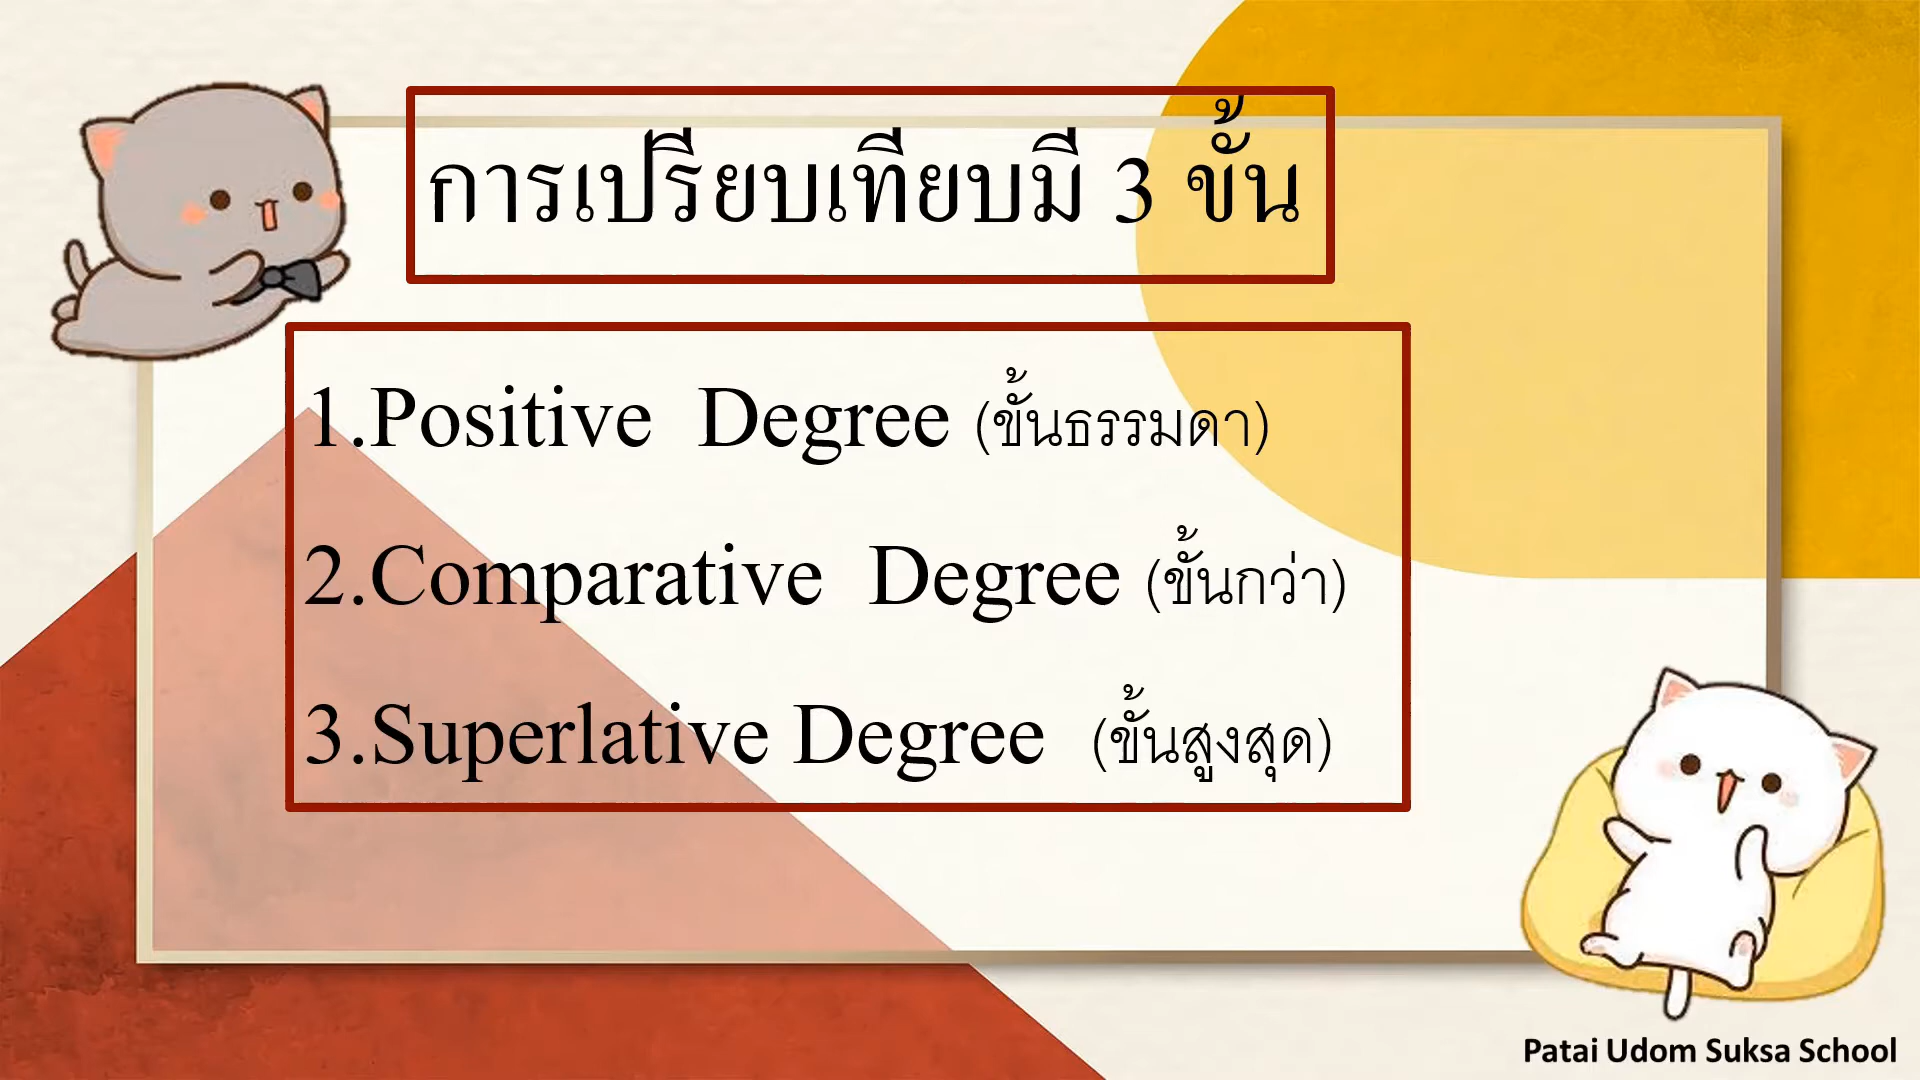 การเปรียบเทียบมี 3 ขั้น
1.Positive Degree (ขั้นธรรมดา)
2.Comparative Degree (ขั้นกว่า)
3.Superlative Degree (ขั้นสูงสุด)
Patai Udom Suksa School